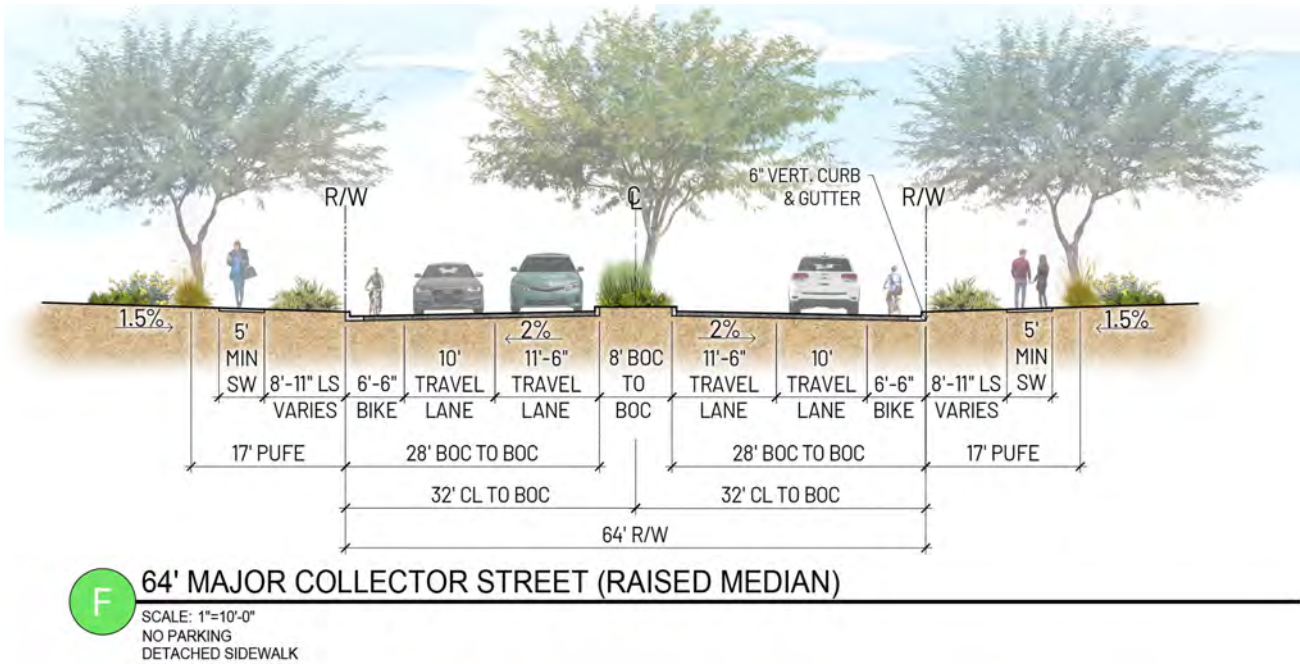 6" VERT. CURB
& GUTTER
R/W
CL
R/W
1.5%
2%
2%
1.5%
5'
MIN
SW
8'-11" LS
VARIES
6'-6"
BIKE
10'
TRAVEL
LANE
11'-6"
TRAVEL
LANE
8' BOC
TO
BOC
11'-6"
TRAVEL
LANE
10'
TRAVEL
LANE
6'-6"
BIKE
8'-11" LS
VARIES
5'
MIN
SW
17' PUFE
28' BOC TO BOC
28' BOC TO BOC
17' PUFE
32' CL TO BOC
32' CL TO BOC
64' R/W
F
64' MAJOR COLLECTOR STREET (RAISED MEDIAN)
SCALE: 1"=10'-0"
NO PARKING
DETACHED SIDEWALK